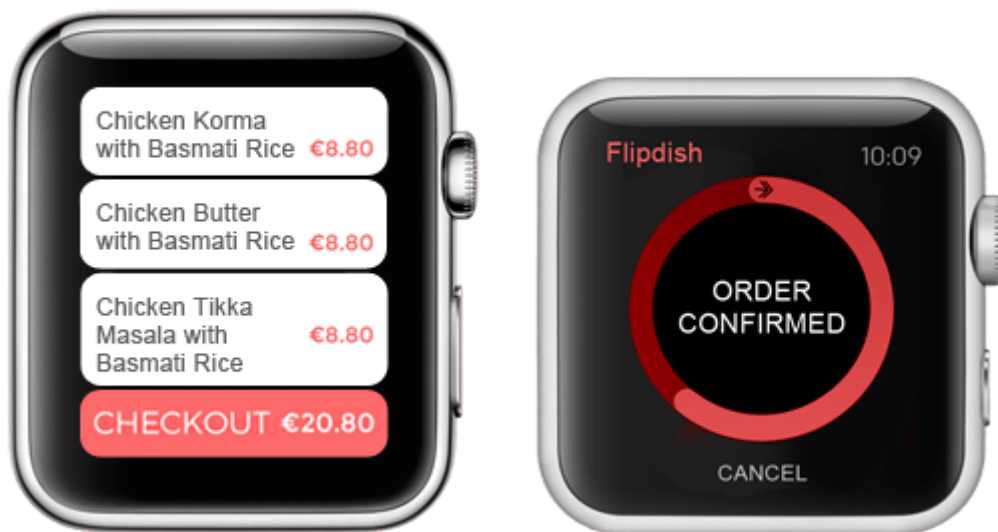 Chicken Korma
with Basmati Rice €8.80
Chicken Butter
with Basmati Rice €8.80
Chicken Tikka
Masala with €8.80
Basmati Rice
CHECKOUT €20.80
Flipdish 10:09
ORDER
CONFIRMED
CANCEL